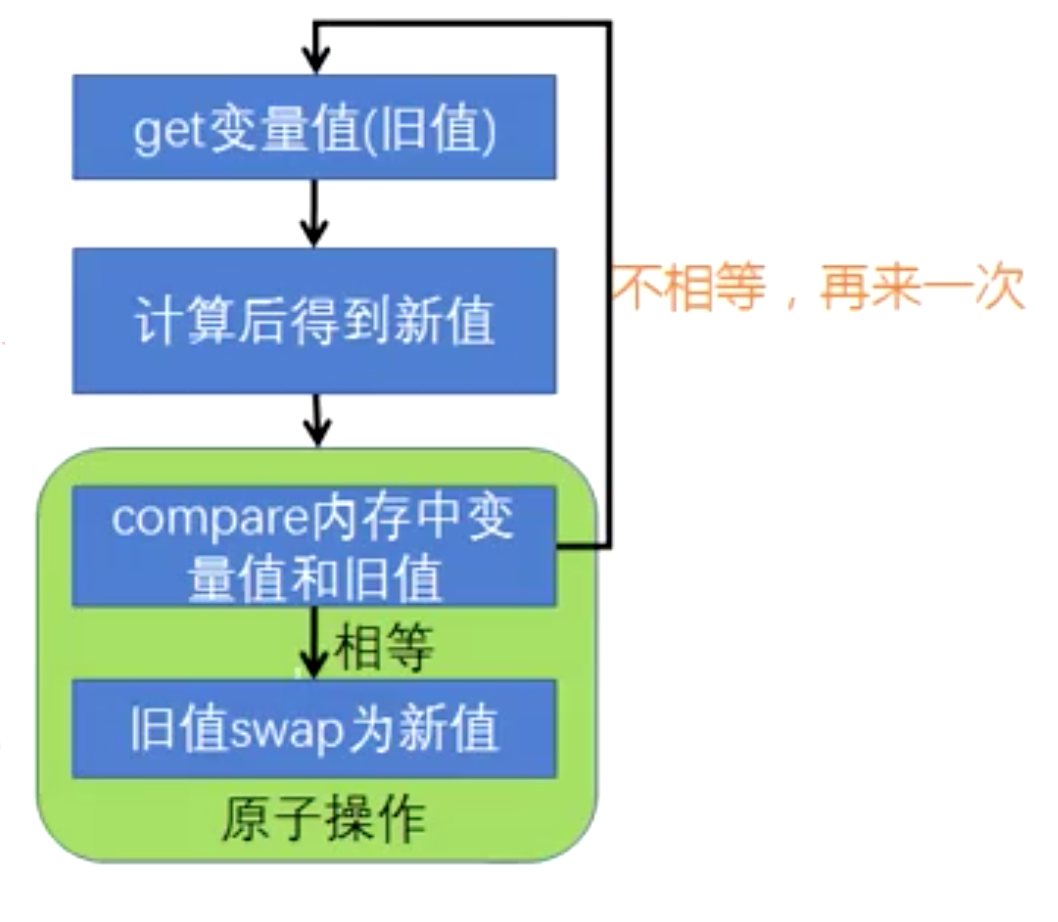 get变量值(旧值)
不相等，再来一次
计算后得到新值
compare内存中变
量值和旧值
相等
旧值swap为新值
原子操作